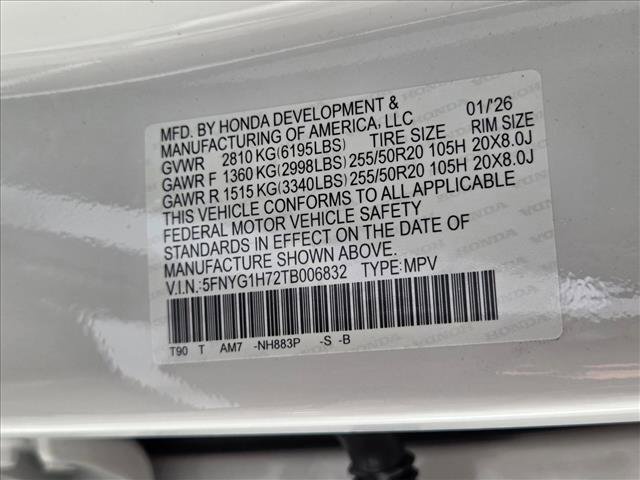 MFD. BY HONDA DEVELOPMENT & 01/'26
MANUFACTURING OF AMERICA, LLC TIRE SIZE RIM SIZE
GVWR 2810 KG(6195LBS)
GAWR F 1360 KG(2998LBS) 255/50R20 105H 20X8.0J
GAWR R 1515 KG(3340LBS) 255/50R20 105H 20X8.0J
THIS VEHICLE CONFORMS TO ALL APPLICABLE
FEDERAL MOTOR VEHICLE SAFETY
STANDARDS IN EFFECT ON THE DATE OF
MANUFACTURE SHOWN ABOVE.
V.I.N.:5FNYG1H72TB006832 TYPE:MPV
T90 T AM7 -NH883P -S -B